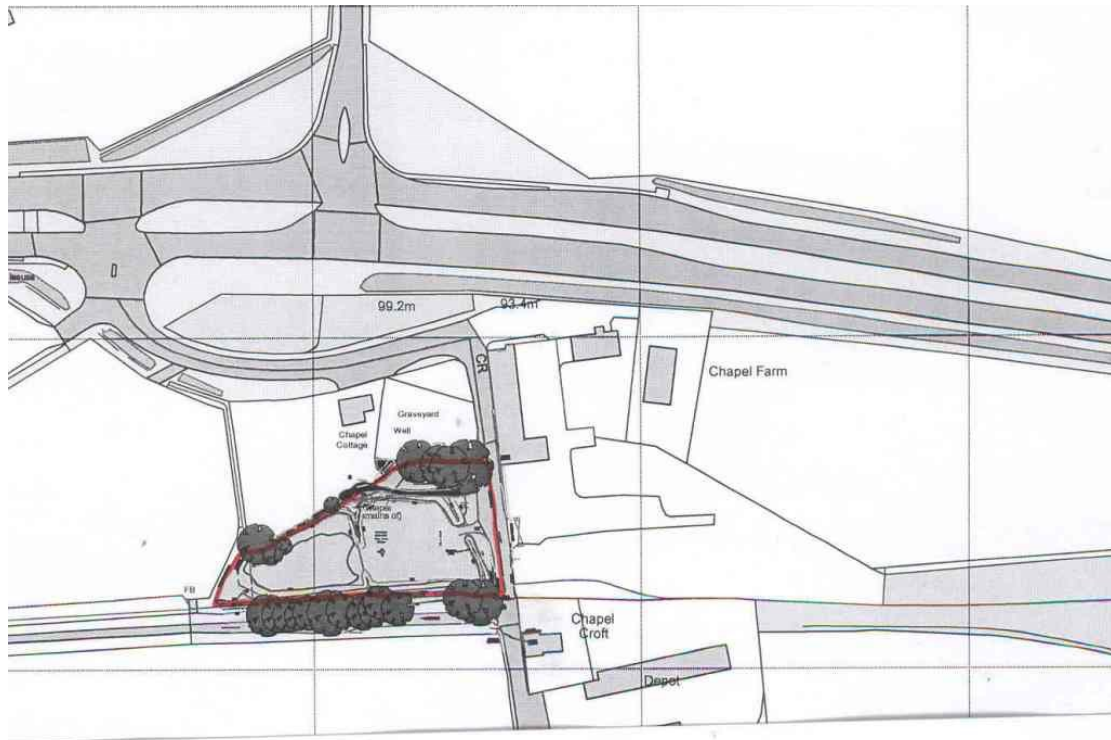 99.2m
93.4m
CR
Chapel Farm
Graveyard
Well
Chapel
Cottage
FB
Chapel
Croft
Depot